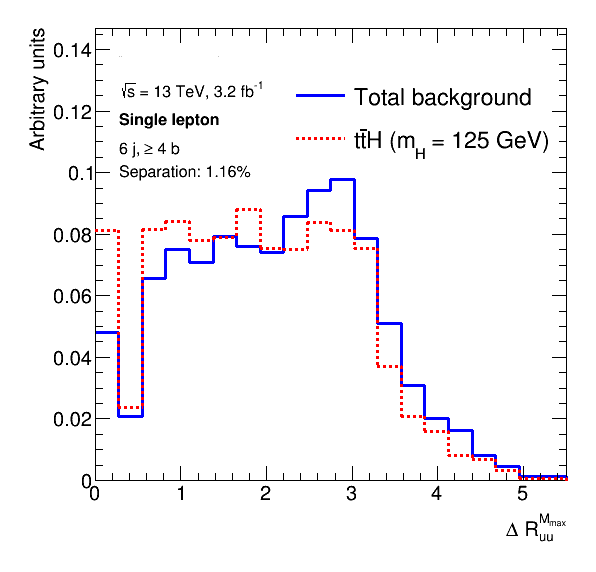 Arbitrary units
0.14
0.12
0.1
0.08
0.06
0.04
0.02
0
√s = 13 TeV, 3.2 fb⁻¹
Single lepton
6 j, ≥ 4 b
Separation: 1.16%
Total background
tt̄H (m_H = 125 GeV)
0 1 2 3 4 5
Δ R_uu^M_max